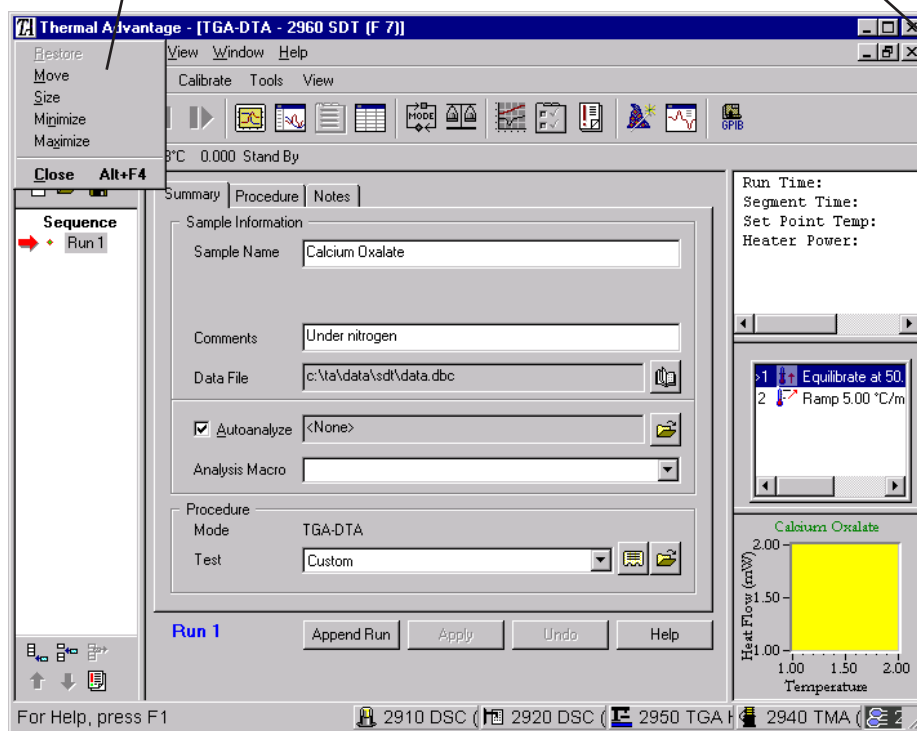 Thermal Advantage - [TGA-DTA - 2960 SDT (F 7)]
Restore
Move
Size
Minimize
Maximize
Close Alt+F4
View Window Help
Calibrate Tools View
MODE
GPIB
°C 0.000 Stand By
Sequence
Run 1
Summary Procedure Notes
Sample Information
Sample Name Calcium Oxalate
Comments Under nitrogen
Data File c:\ta\data\sdt\data.dbc
Autoanalyze <None>
Analysis Macro
Procedure
Mode TGA-DTA
Test Custom
Run 1 Append Run Apply Undo Help
Run Time:
Segment Time:
Set Point Temp:
Heater Power:
1 Equilibrate at 50.
2 Ramp 5.00 °C/m
Calcium Oxalate
Heat Flow (mW)
2.00
1.50
1.00
1.00 1.50 2.00
Temperature
For Help, press F1 2910 DSC ( 2920 DSC ( 2950 TGA H 2940 TMA ( 2